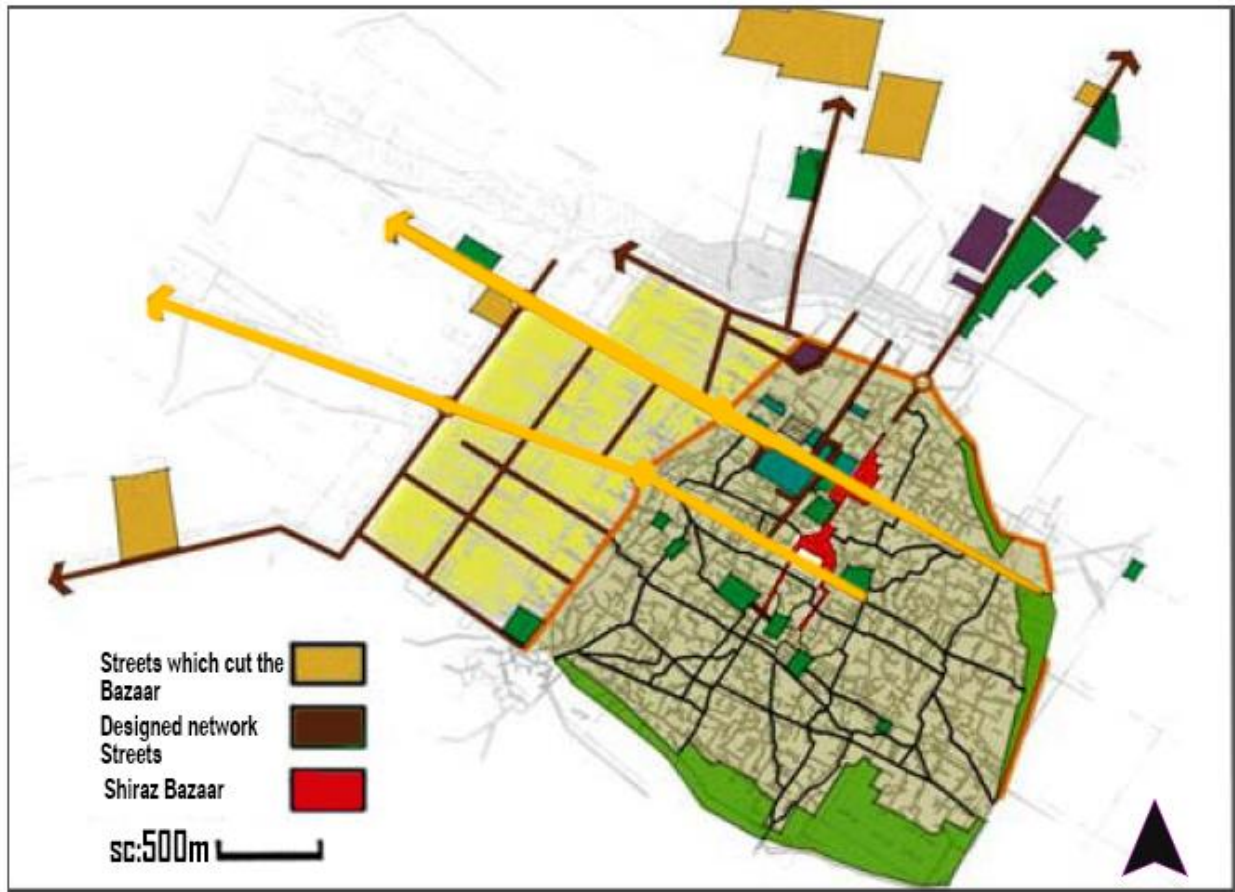 Streets which cut the
Bazaar
Designed network
Streets
Shiraz Bazaar
sc:500m